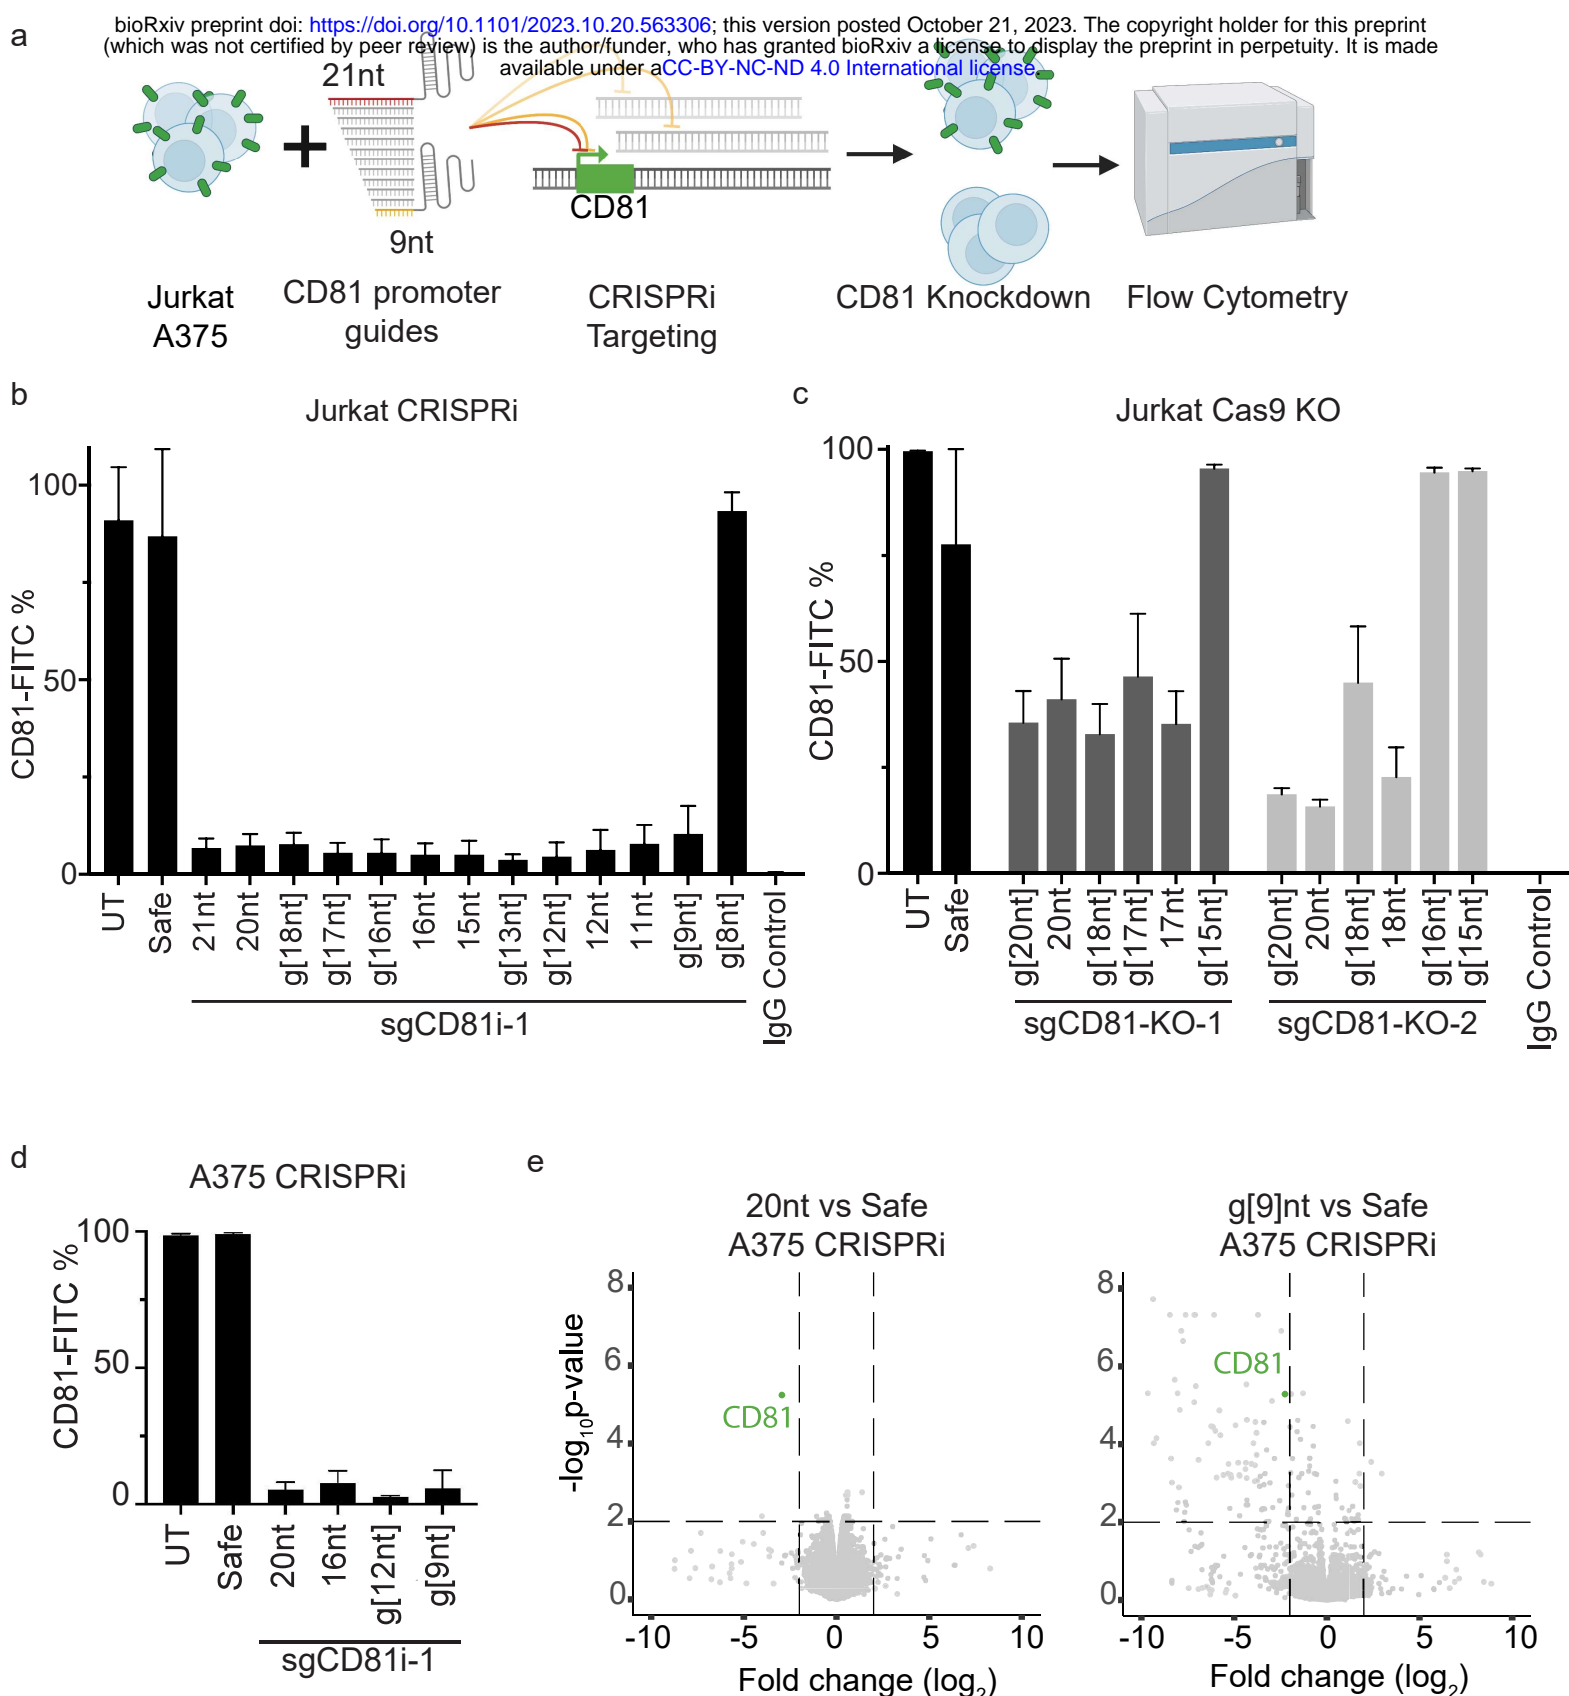 bioRxiv preprint doi: https://doi.org/10.1101/2023.10.20.563306; this version posted October 21, 2023. The copyright holder for this preprint
(which was not certified by peer review) is the author/funder, who has granted bioRxiv a license to display the preprint in perpetuity. It is made
available under aCC-BY-NC-ND 4.0 International license.
a
21nt
+
9nt
CD81
Jurkat
A375
CD81 promoter
guides
CRISPRi
Targeting
CD81 Knockdown
Flow Cytometry
b
Jurkat CRISPRi
CD81-FITC %
100
50
0
UT
Safe
21nt
20nt
g[18nt]
g[17nt]
g[16nt]
16nt
15nt
g[13nt]
g[12nt]
12nt
11nt
g[9nt]
g[8nt]
IgG Control
sgCD81i-1
c
Jurkat Cas9 KO
CD81-FITC %
100
50
0
UT
Safe
g[20nt]
20nt
g[18nt]
g[17nt]
17nt
g[15nt]
g[20nt]
20nt
g[18nt]
18nt
g[16nt]
g[15nt]
IgG Control
sgCD81-KO-1
sgCD81-KO-2
d
A375 CRISPRi
CD81-FITC %
100
50
0
UT
Safe
20nt
16nt
g[12nt]
g[9nt]
sgCD81i-1
e
20nt vs Safe
A375 CRISPRi
-log10p-value
8
6
4
2
0
CD81
-10
-5
0
5
10
Fold change (log2)
g[9]nt vs Safe
A375 CRISPRi
8
6
4
2
0
CD81
-10
-5
0
5
10
Fold change (log2)